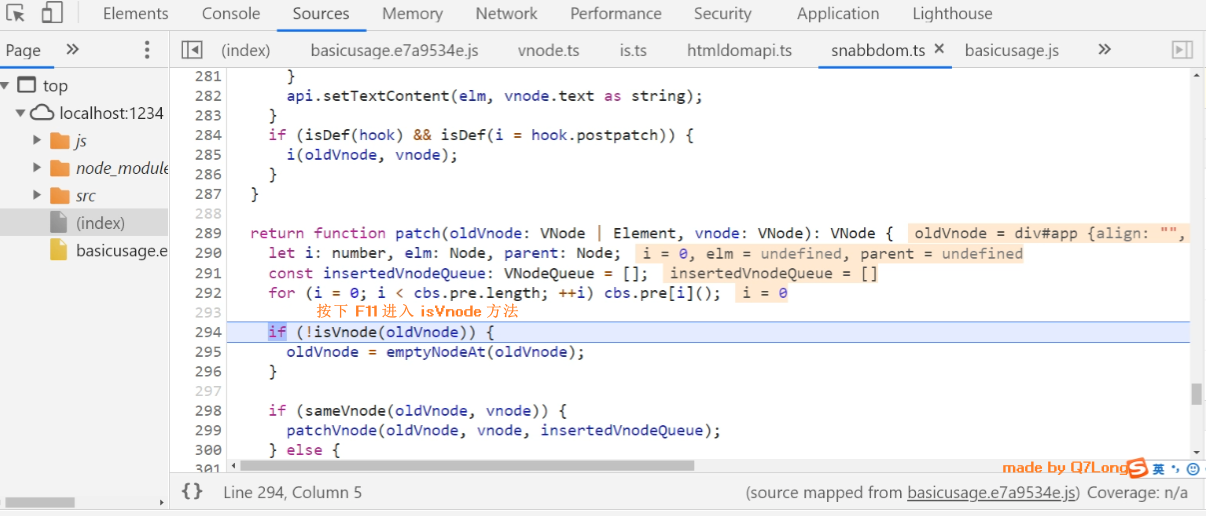 Elements Console Sources Memory Network Performance Security Application Lighthouse
Page » (index) basicusage.e7a9534e.js vnode.ts is.ts htmldomapi.ts snabbdom.ts × basicusage.js »
top
localhost:1234
js
node_module
src
(index)
basicusage.e
281 }
282 api.setTextContent(elm, vnode.text as string);
283 }
284 if (isDef(hook) && isDef(i = hook.postpatch)) {
285 i(oldVnode, vnode);
286 }
287 }
288
289 return function patch(oldVnode: VNode | Element, vnode: VNode): VNode { oldVnode = div#app {align: "",
290 let i: number, elm: Node, parent: Node; i = 0, elm = undefined, parent = undefined
291 const insertedVnodeQueue: VNodeQueue = []; insertedVnodeQueue = []
292 for (i = 0; i < cbs.pre.length; ++i) cbs.pre[i](); i = 0
293 按下 F11 进入 isVnode 方法
294 if (!isVnode(oldVnode)) {
295 oldVnode = emptyNodeAt(oldVnode);
296 }
297
298 if (sameVnode(oldVnode, vnode)) {
299 patchVnode(oldVnode, vnode, insertedVnodeQueue);
300 } else {
301
made by Q7Long S 英
{} Line 294, Column 5 (source mapped from basicusage.e7a9534e.js) Coverage: n/a